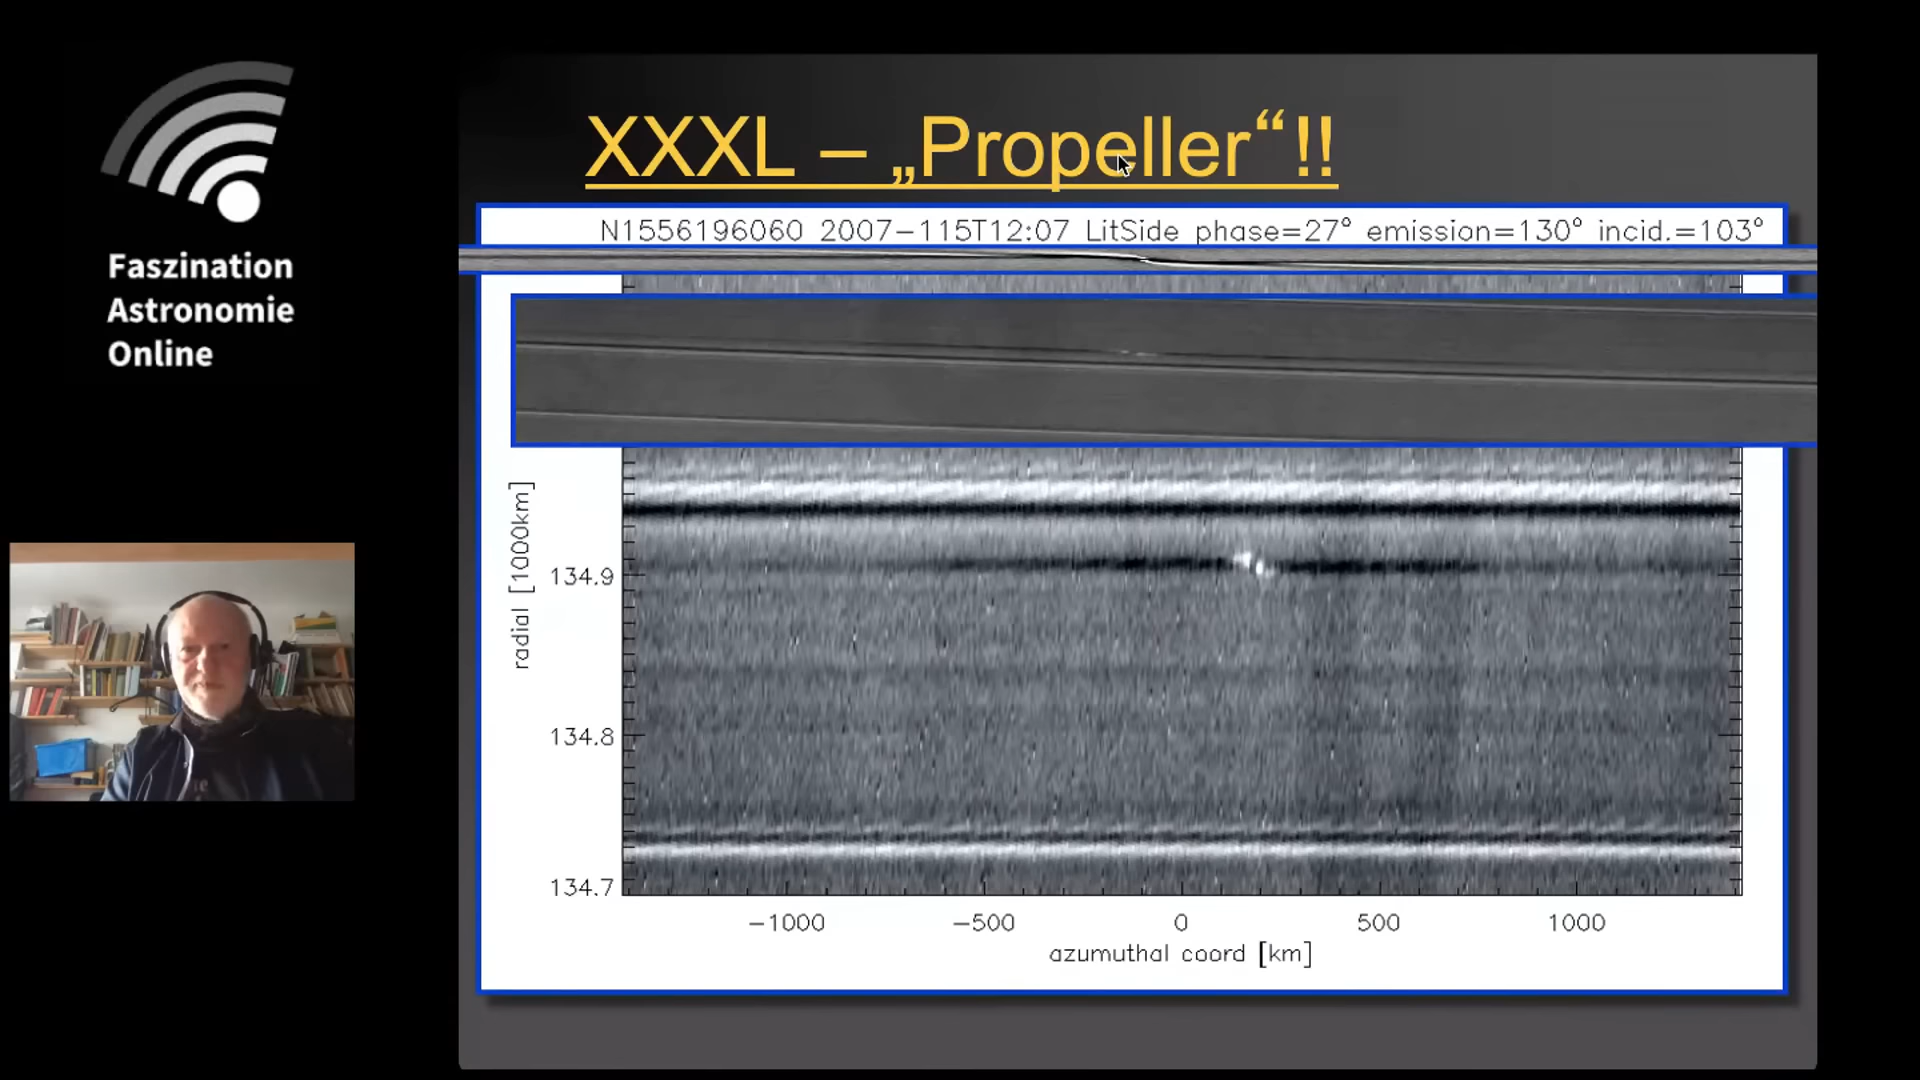 Faszination
Astronomie
Online
XXXL – „Propeller“!!
N1556196060 2007–115T12:07 LitSide phase=27° emission=130° incid.=103°
radial [1000km]
134.9
134.8
134.7
−1000 −500 0 500 1000
azumuthal coord [km]